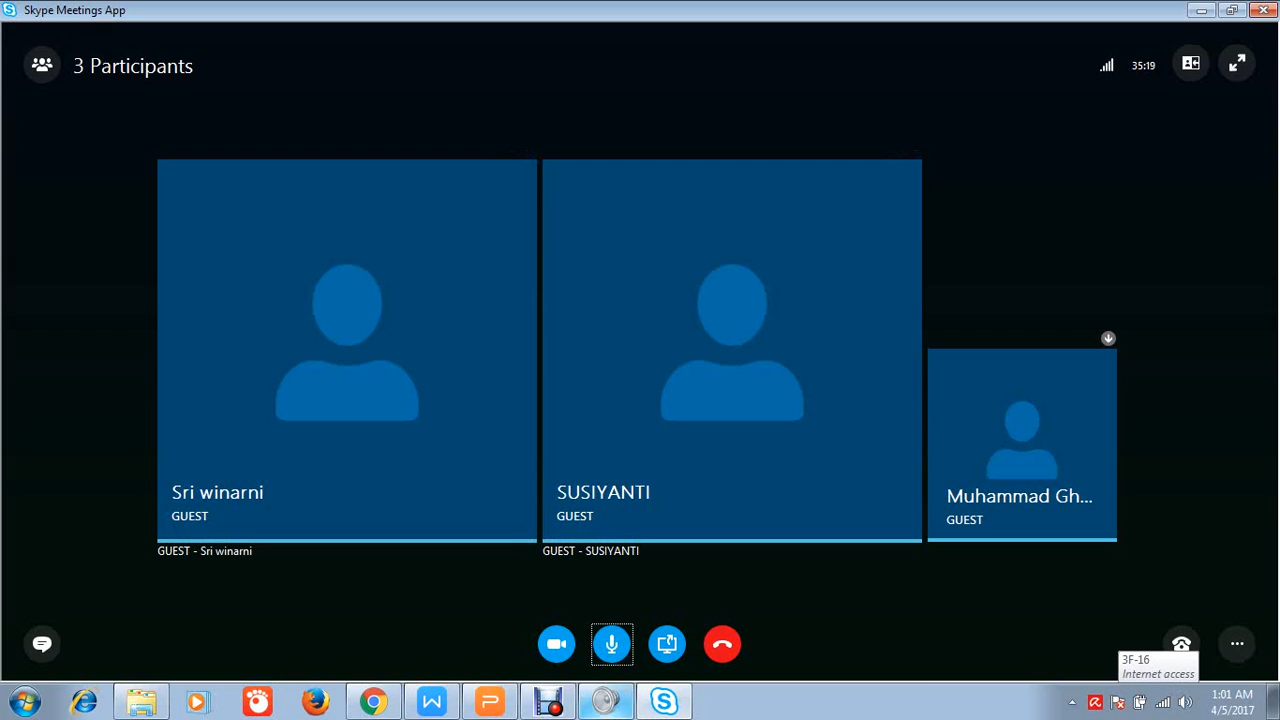 Skype Meetings App
3 Participants
35:19
Sri winarni
GUEST
GUEST - Sri winarni
SUSIYANTI
GUEST
GUEST - SUSIYANTI
Muhammad Gh...
GUEST
3F-16
Internet access
W
P
1:01 AM
4/5/2017